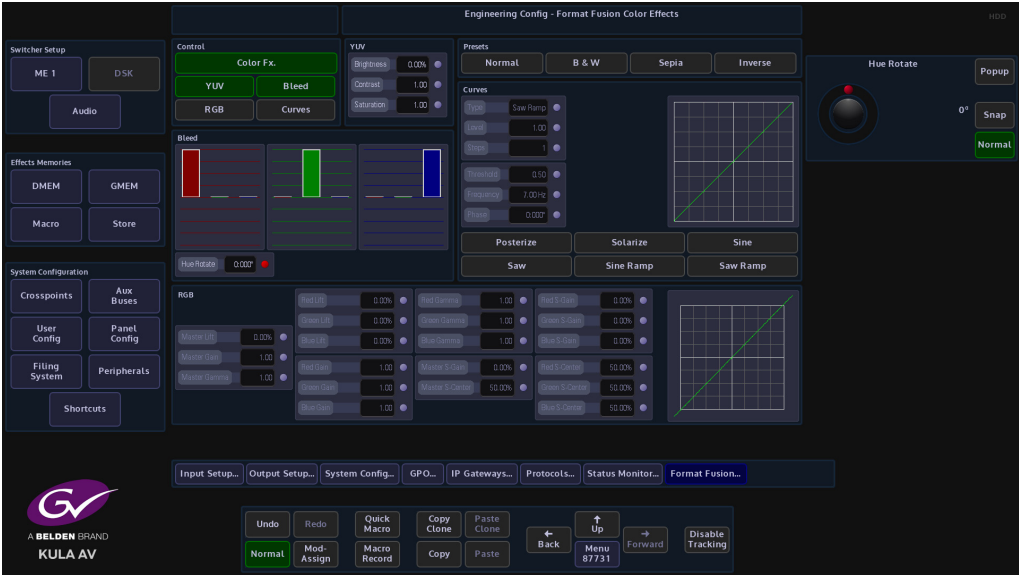 Engineering Config - Format Fusion Color Effects
HDD
Switcher Setup
ME 1
DSK
Audio
Effects Memories
DMEM
GMEM
Macro
Store
System Configuration
Crosspoints
Aux
Buses
User
Config
Panel
Config
Filing
System
Peripherals
Shortcuts
Control
Color Fx.
YUV
Bleed
RGB
Curves
YUV
Brightness 0.00%
Contrast 1.00
Saturation 1.00
Presets
Normal
B & W
Sepia
Inverse
Bleed
Hue Rotate 0:000°
Curves
Type Saw Ramp
Level 1.00
Steps 1
Threshold 0.50
Frequency 7.00 Hz
Phase 0:000°
Posterize
Solarize
Sine
Saw
Sine Ramp
Saw Ramp
RGB
Master Lift 0.00%
Master Gain 1.00
Master Gamma 1.00
Red Lift 0.00%
Green Lift 0.00%
Blue Lift 0.00%
Red Gain 1.00
Green Gain 1.00
Blue Gain 1.00
Red Gamma 1.00
Green Gamma 1.00
Blue Gamma 1.00
Master S-Gain 0.00%
Master S Center 50.00%
Red S-Gain 0.00%
Green S-Gain 0.00%
Blue S-Gain 0.00%
Red S-Center 50.00%
Green S-Center 50.00%
Blue S-Center 50.00%
Hue Rotate
0°
Popup
Snap
Normal
Input Setup...
Output Setup...
System Config...
GPO...
IP Gateways...
Protocols...
Status Monitor...
Format Fusion...
GV
A BELDEN BRAND
KULA AV
Undo
Redo
Normal
Mod-
Assign
Quick
Macro
Macro
Record
Copy
Clone
Paste
Clone
Copy
Paste
Back
Up
Menu
87731
Forward
Disable
Tracking